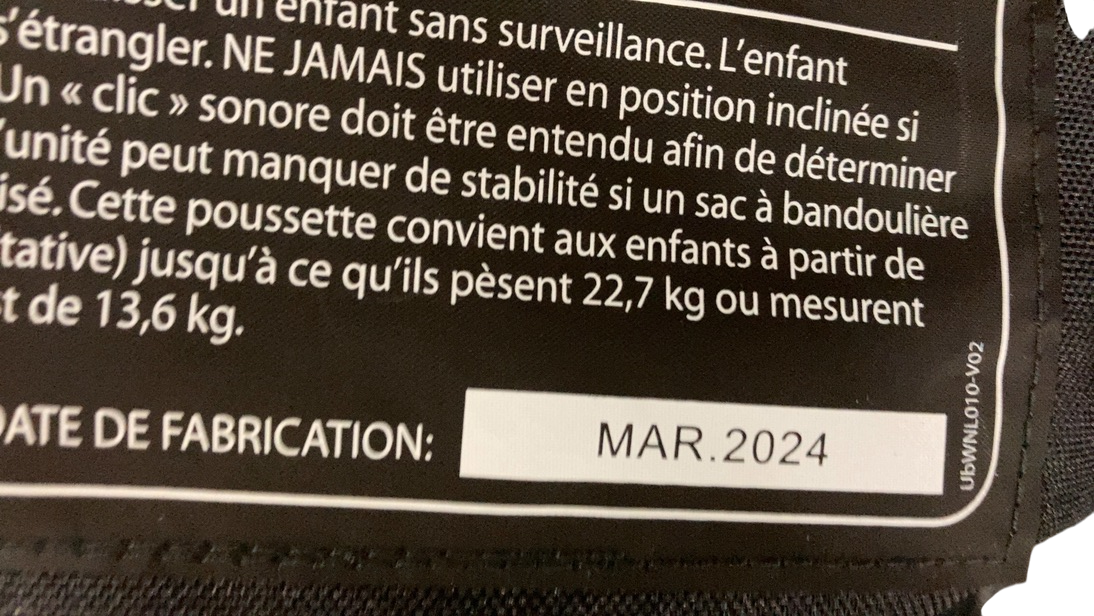 un enfant sans surveillance. L'enfant
s'étrangler. NE JAMAIS utiliser en position inclinée si
Un « clic » sonore doit être entendu afin de déterminer
'unité peut manquer de stabilité si un sac à bandoulière
isé. Cette poussette convient aux enfants à partir de
tative) jusqu'à ce qu'ils pèsent 22,7 kg ou mesurent
de 13,6 kg.
DATE DE FABRICATION: MAR.2024
UbWNL010-V02